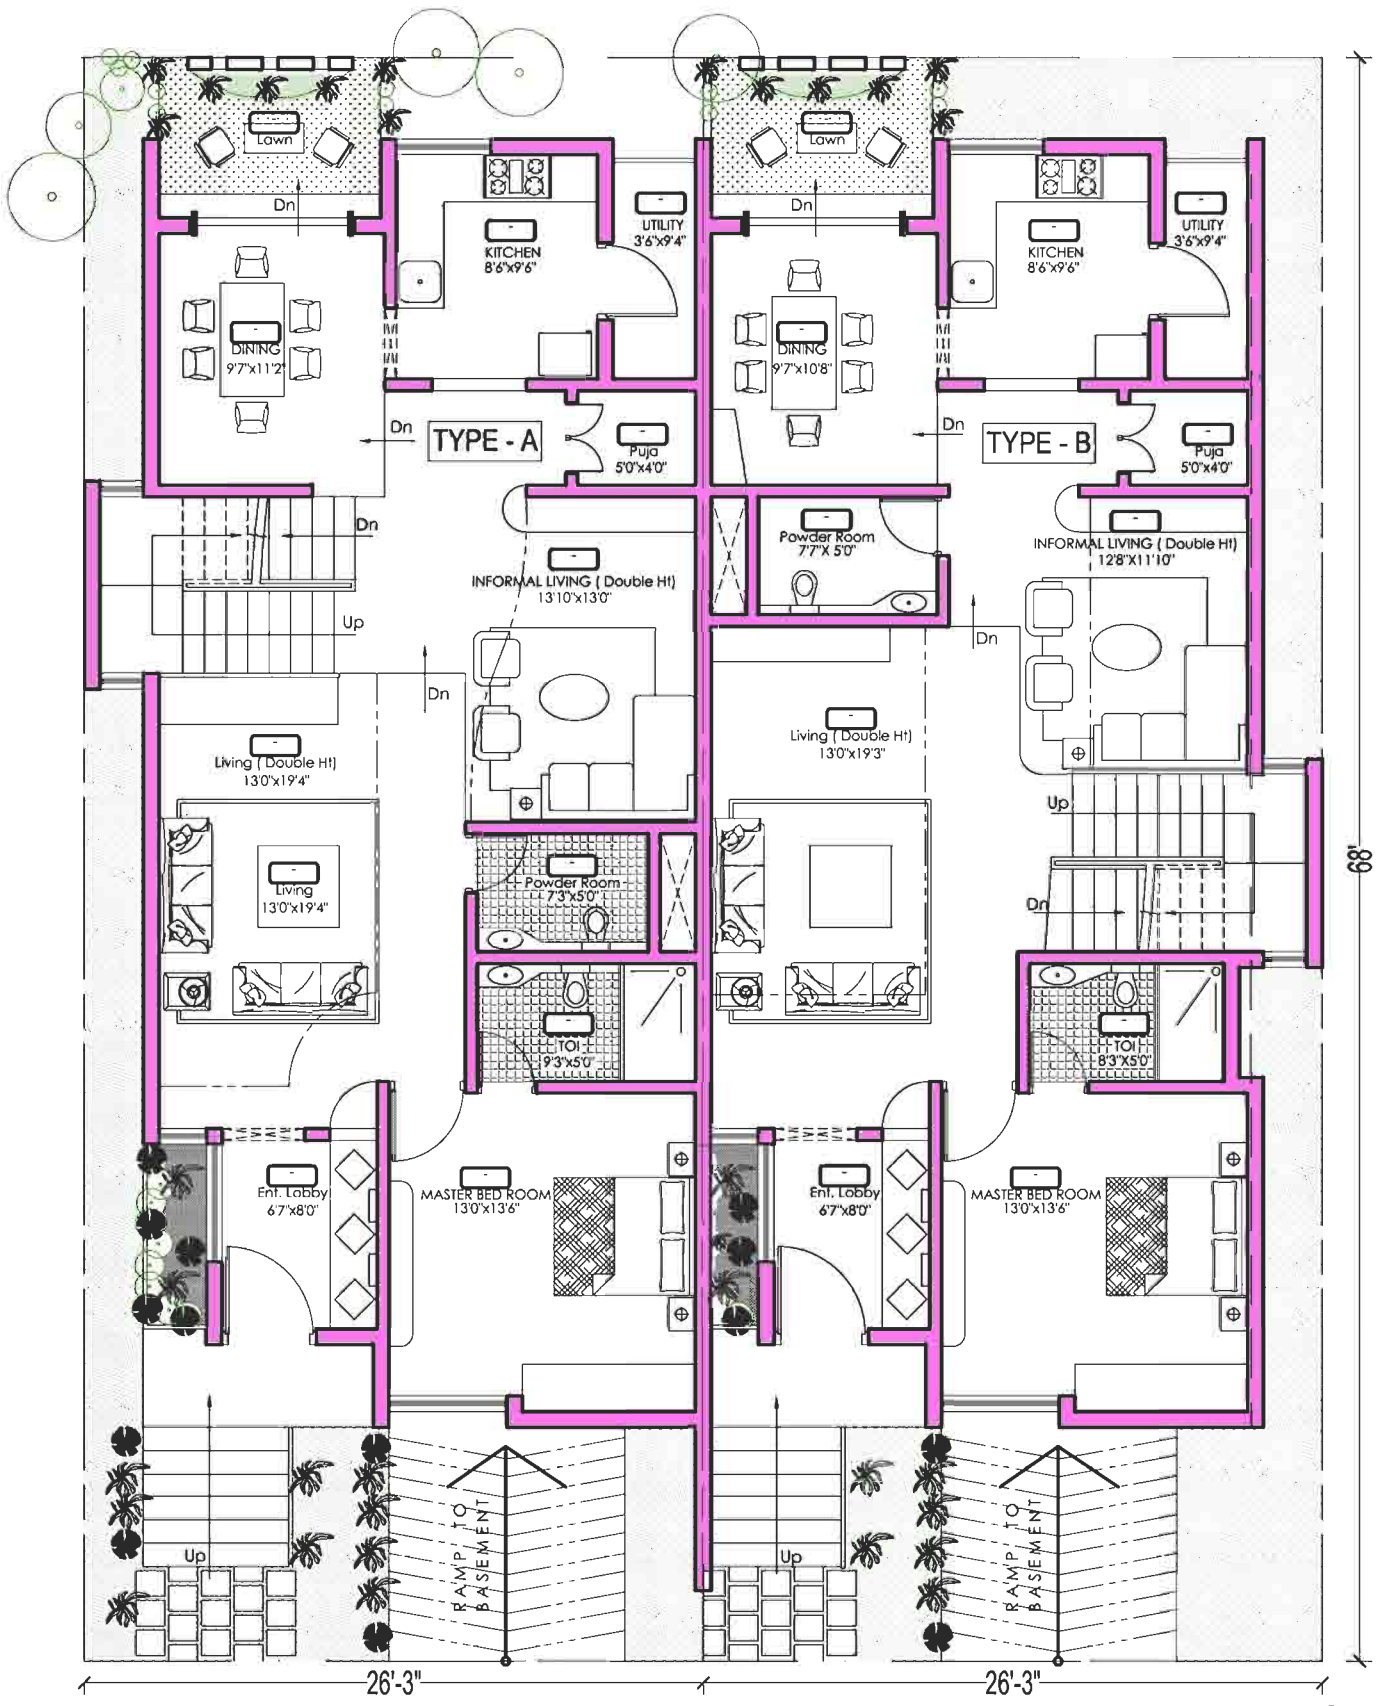 Lawn
Dn
KITCHEN
8'6"x9'6"
UTILITY
3'6"x9'4"
DINING
9'7"x11'2"
Dn
TYPE - A
Puja
5'0"x4'0"
Dn
Up
INFORMAL LIVING ( Double Ht)
13'10"x13'0"
Dn
Living ( Double Ht)
13'0"x19'4"
Living
13'0"x19'4"
Powder Room
7'3"x5'0"
TOI
9'3"x5'0"
Ent. Lobby
6'7"x8'0"
MASTER BED ROOM
13'0"x13'6"
Up
RAMP TO
BASEMENT
26'-3"
Lawn
Dn
KITCHEN
8'6"x9'6"
UTILITY
3'6"x9'4"
DINING
9'7"x10'8"
Dn
TYPE - B
Puja
5'0"x4'0"
Powder Room
7'7"X 5'0"
INFORMAL LIVING ( Double Ht)
12'8"X11'10"
Dn
Living ( Double Ht)
13'0"x19'3"
Up
Dn
TOI
8'3"X5'0"
Ent. Lobby
6'7"x8'0"
MASTER BED ROOM
13'0"x13'6"
Up
RAMP TO
BASEMENT
26'-3"
68'